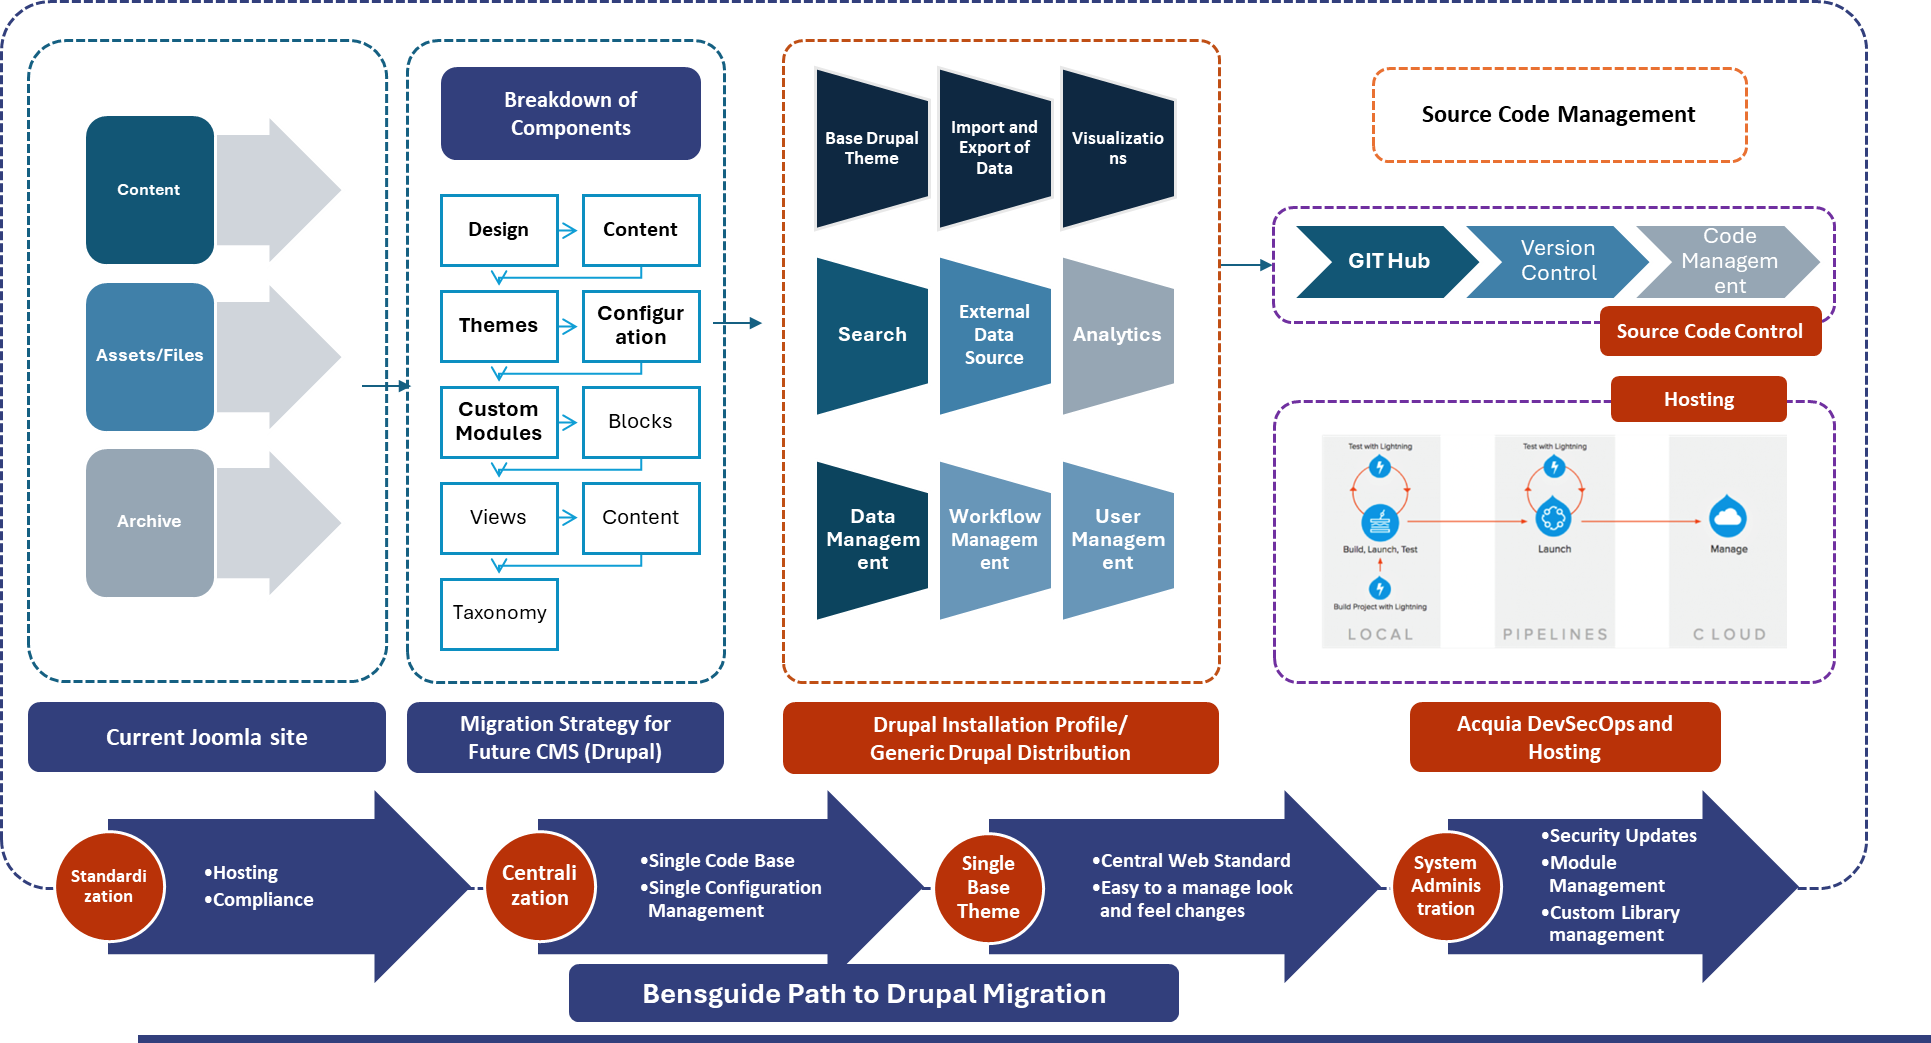 Content
Assets/Files
Archive
Current Joomla site
Breakdown of
Components
Design
Content
Themes
Configur
ation
Custom
Modules
Blocks
Views
Content
Taxonomy
Migration Strategy for
Future CMS (Drupal)
Base Drupal
Theme
Import and
Export of
Data
Visualizatio
ns
Search
External
Data
Source
Analytics
Data
Managem
ent
Workflow
Managem
ent
User
Managem
ent
Drupal Installation Profile/
Generic Drupal Distribution
Source Code Management
GIT Hub
Version
Control
Code
Managem
ent
Source Code Control
Hosting
Test with Lightning
Build, Launch, Test
Build Project with Lightning
LOCAL
Test with Lightning
Launch
PIPELINES
Manage
CLOUD
Acquia DevSecOps and
Hosting
Standardi
zation
•Hosting
•Compliance
Centrali
zation
•Single Code Base
•Single Configuration
Management
Single
Base
Theme
•Central Web Standard
•Easy to a manage look
and feel changes
System
Adminis
tration
•Security Updates
•Module
Management
•Custom Library
management
Bensguide Path to Drupal Migration